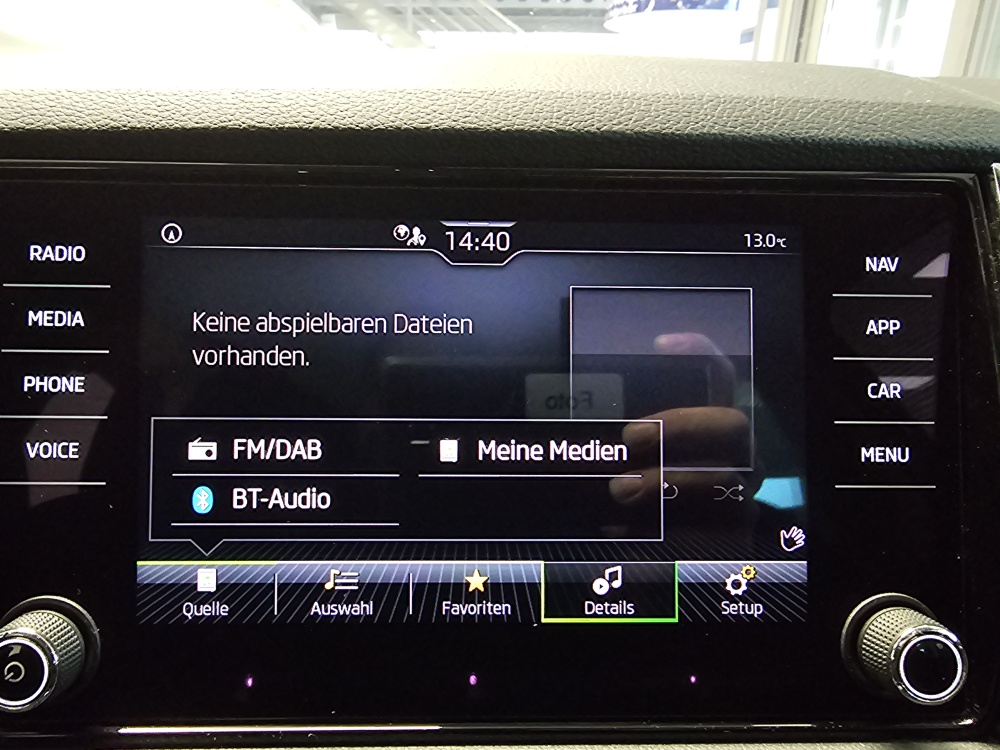 14:40
13.0°C
RADIO
MEDIA
PHONE
VOICE
Keine abspielbaren Dateien
vorhanden.
Foto
FM/DAB
Meine Medien
BT-Audio
Quelle
Auswahl
Favoriten
Details
Setup
NAV
APP
CAR
MENU